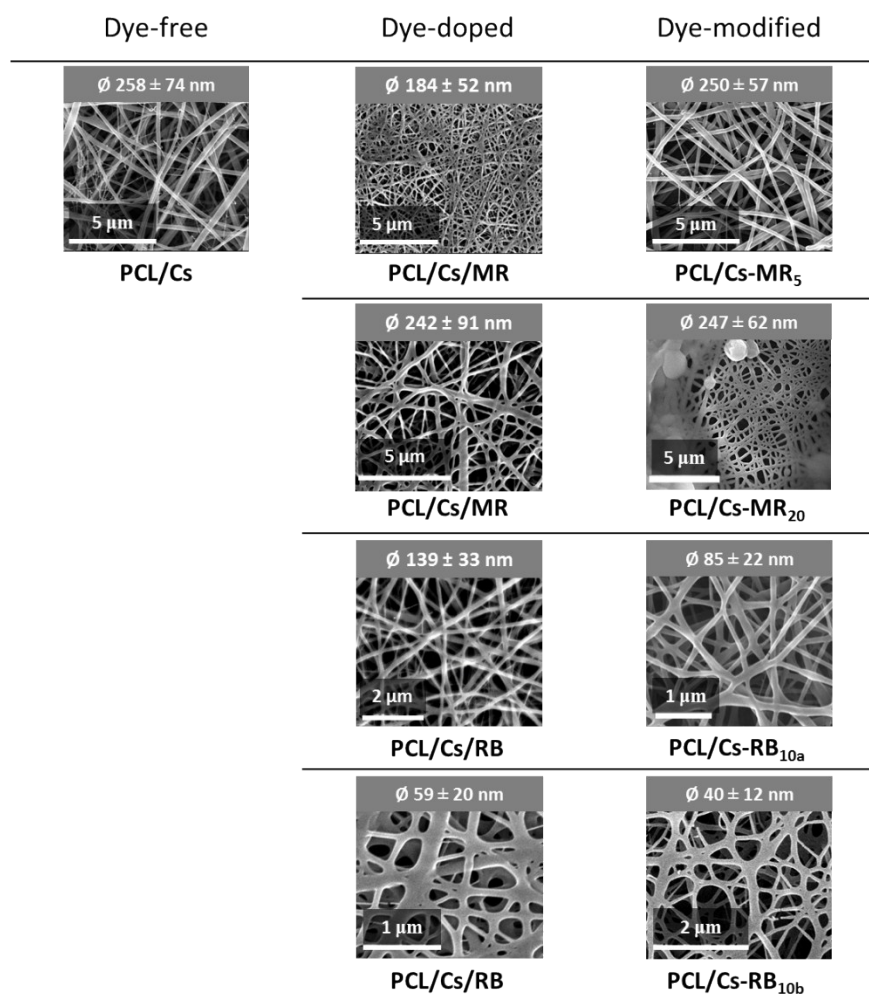 Dye-free Dye-doped Dye-modified
Ø 258 ± 74 nm Ø 184 ± 52 nm Ø 250 ± 57 nm
5 µm 5 µm 5 µm
PCL/Cs PCL/Cs/MR PCL/Cs-MR₅
Ø 242 ± 91 nm Ø 247 ± 62 nm
5 µm 5 µm
PCL/Cs/MR PCL/Cs-MR₂₀
Ø 139 ± 33 nm Ø 85 ± 22 nm
2 µm 1 µm
PCL/Cs/RB PCL/Cs-RB₁₀ₐ
Ø 59 ± 20 nm Ø 40 ± 12 nm
1 µm 2 µm
PCL/Cs/RB PCL/Cs-RB₁₀b